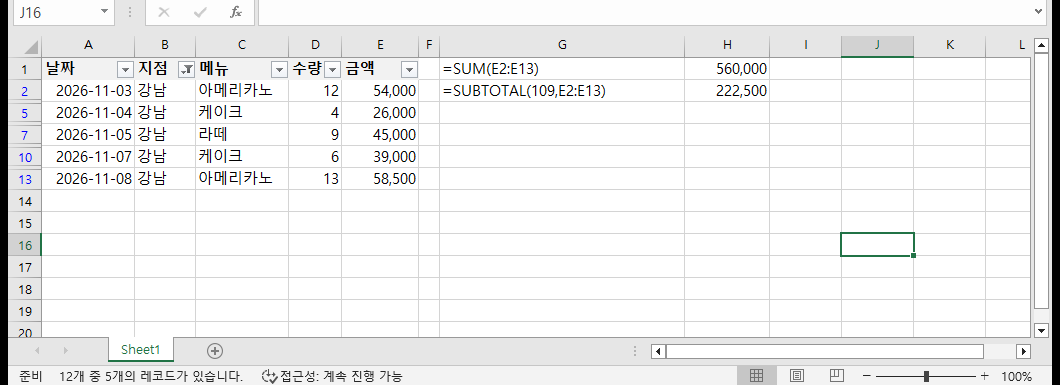 J16 fx
A B C D E F G H I J K L
1 날짜 지점 메뉴 수량 금액 =SUM(E2:E13) 560,000
2 2026-11-03 강남 아메리카노 12 54,000 =SUBTOTAL(109,E2:E13) 222,500
5 2026-11-04 강남 케이크 4 26,000
7 2026-11-05 강남 라떼 9 45,000
10 2026-11-07 강남 케이크 6 39,000
13 2026-11-08 강남 아메리카노 13 58,500
14
15
16
17
18
19
20
Sheet1
준비 12개 중 5개의 레코드가 있습니다. 접근성: 계속 진행 가능 100%